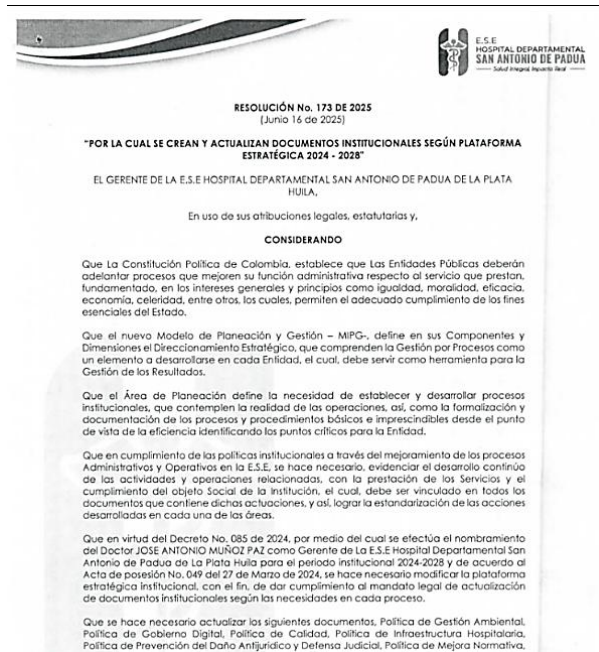 E.S.E
HOSPITAL DEPARTAMENTAL
SAN ANTONIO DE PADUA
Salud Integral, Impacto Real
RESOLUCIÓN No. 173 DE 2025
(Junio 16 de 2025)
"POR LA CUAL SE CREAN Y ACTUALIZAN DOCUMENTOS INSTITUCIONALES SEGÚN PLATAFORMA
ESTRATÉGICA 2024 - 2028"
EL GERENTE DE LA E.S.E HOSPITAL DEPARTAMENTAL SAN ANTONIO DE PADUA DE LA PLATA
HUILA,
En uso de sus atribuciones legales, estatutarias y,
CONSIDERANDO
Que La Constitución Política de Colombia, establece que Las Entidades Públicas deberán
adelantar procesos que mejoren su función administrativa respecto al servicio que prestan,
fundamentado, en los intereses generales y principios como igualdad, moralidad, eficacia,
economía, celeridad, entre otros, los cuales, permiten el adecuado cumplimiento de los fines
esenciales del Estado.
Que el nuevo Modelo de Planeación y Gestión – MIPG-, define en sus Componentes y
Dimensiones el Direccionamiento Estratégico, que comprenden la Gestión por Procesos como
un elemento a desarrollarse en cada Entidad, el cual, debe servir como herramienta para la
Gestión de los Resultados.
Que el Área de Planeación define la necesidad de establecer y desarrollar procesos
institucionales, que contemplen la realidad de las operaciones, así, como la formalización y
documentación de los procesos y procedimientos básicos e imprescindibles desde el punto
de vista de la eficiencia identificando los puntos críticos para la Entidad.
Que en cumplimiento de las políticas institucionales a través del mejoramiento de los procesos
Administrativos y Operativos en la E.S.E, se hace necesario, evidenciar el desarrollo continúo
de las actividades y operaciones relacionadas, con la prestación de los Servicios y el
cumplimiento del objeto Social de la Institución, el cual, debe ser vinculado en todos los
documentos que contiene dichas actuaciones, y así, lograr la estandarización de las acciones
desarrolladas en cada una de las áreas.
Que en virtud del Decreto No. 085 de 2024, por medio del cual se efectúa el nombramiento
del Doctor JOSE ANTONIO MUÑOZ PAZ como Gerente de La E.S.E Hospital Departamental San
Antonio de Padua de La Plata Huila para el periodo institucional 2024-2028 y de acuerdo al
Acta de posesión No. 049 del 27 de Marzo de 2024, se hace necesario modificar la plataforma
estratégica institucional, con el fin, de dar cumplimiento al mandato legal de actualización
de documentos institucionales según las necesidades en cada proceso.
Que se hace necesario actualizar los siguientes documentos, Política de Gestión Ambiental,
Política de Gobierno Digital, Política de Calidad, Política de Infraestructura Hospitalaria,
Política de Prevención del Daño Antijurídico y Defensa Judicial, Política de Mejora Normativa,